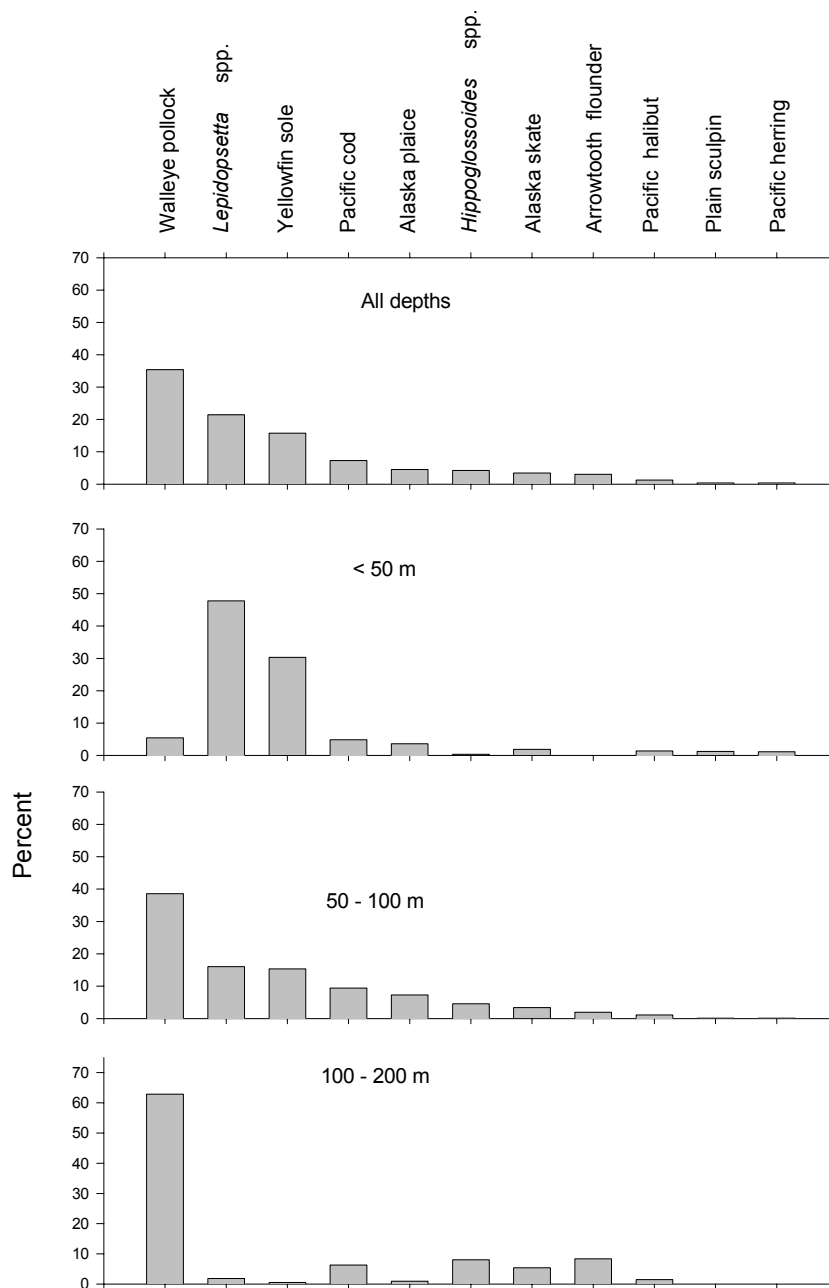 Walleye pollock
Lepidopsetta spp.
Yellowfin sole
Pacific cod
Alaska plaice
Hippoglossoides spp.
Alaska skate
Arrowtooth flounder
Pacific halibut
Plain sculpin
Pacific herring
All depths
70
60
50
40
30
20
10
0
< 50 m
70
60
50
40
30
20
10
0
Percent
50 - 100 m
70
60
50
40
30
20
10
0
100 - 200 m
70
60
50
40
30
20
10
0